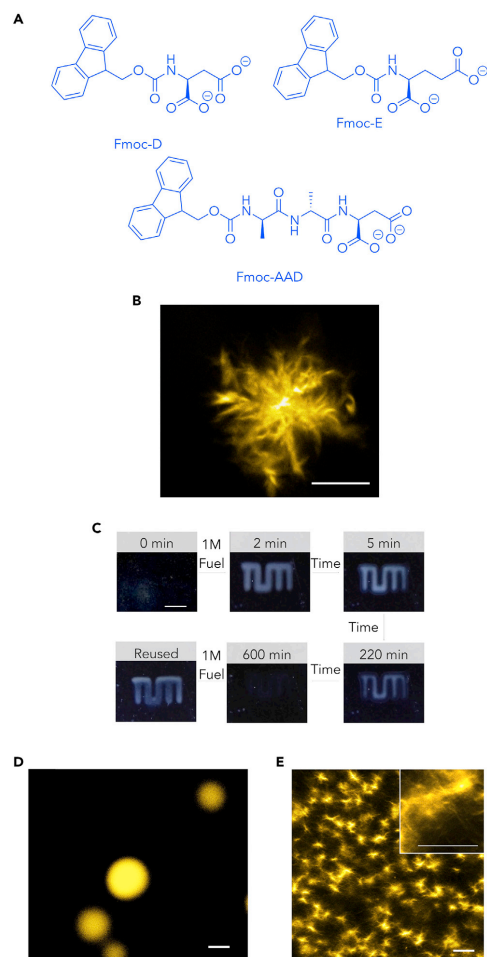 A
O
H
N
O
O
O
O
O
⊖
⊖
Fmoc-D
O
H
N
O
O
O
O
O
⊖
⊖
Fmoc-E
O
H
N
O
O
H
N
O
H
N
O
O
O
O
⊖
⊖
Fmoc-AAD
B
C
0 min
1M
Fuel
2 min
Time
5 min
Time
Reused
1M
Fuel
600 min
Time
220 min
D
E